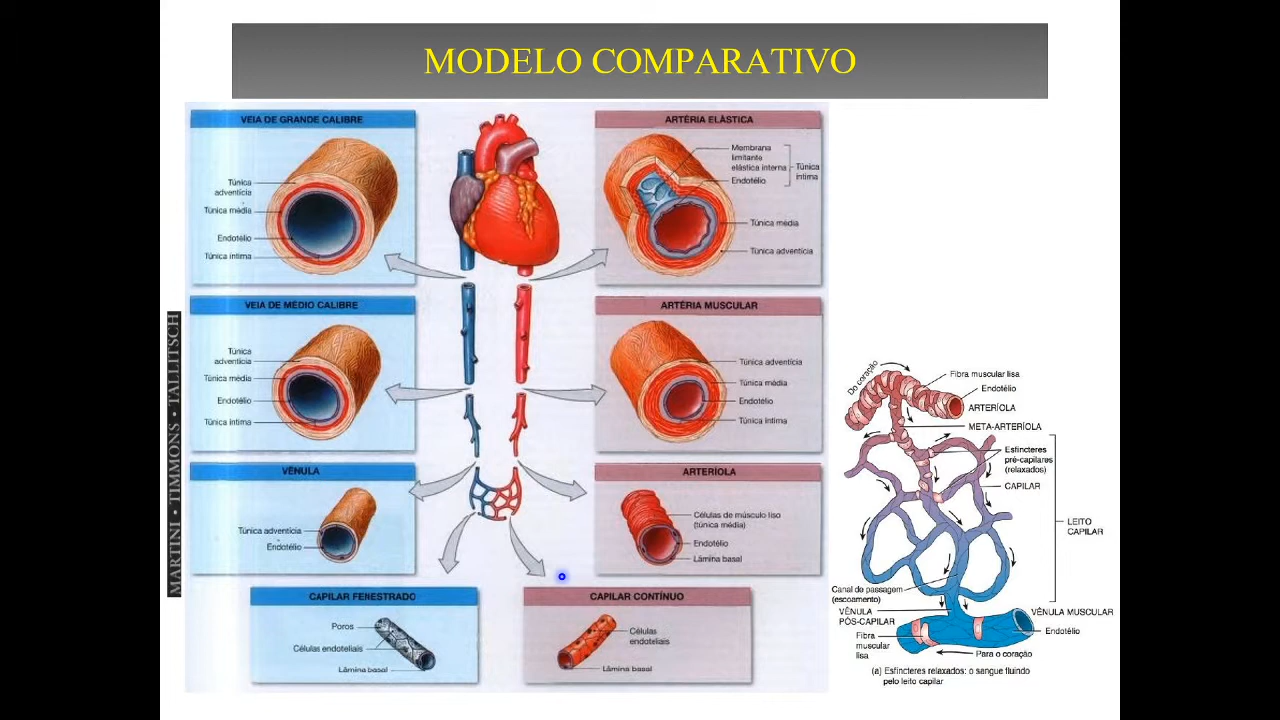 MODELO COMPARATIVO
VEIA DE GRANDE CALIBRE
Túnica
adventícia
Túnica média
Endotélio
Túnica íntima
ARTÉRIA ELÁSTICA
Membrana
limitante
elástica interna
Endotélio
Túnica
íntima
Túnica média
Túnica adventícia
VEIA DE MÉDIO CALIBRE
Túnica
adventícia
Túnica média
Endotélio
Túnica íntima
ARTÉRIA MUSCULAR
Túnica adventícia
Túnica média
Endotélio
Túnica íntima
VÊNULA
Túnica adventícia
Endotélio
ARTERÍOLA
Células de músculo liso
(túnica média)
Endotélio
Lâmina basal
CAPILAR FENESTRADO
Poros
Células endoteliais
Lâmina basal
CAPILAR CONTÍNUO
Células
endoteliais
Lâmina basal
MARTINI • TIMMONS • TALLITSCH
Do coração
Fibra muscular lisa
Endotélio
ARTERÍOLA
META-ARTERÍOLA
Esfincteres
pré-capilares
(relaxados)
CAPILAR
LEITO
CAPILAR
Canal de passagem
(escoamento)
VÊNULA
PÓS-CAPILAR
Fibra
muscular
lisa
VÊNULA MUSCULAR
Endotélio
Para o coração
(a) Esfincteres relaxados: o sangue fluindo
pelo leito capilar